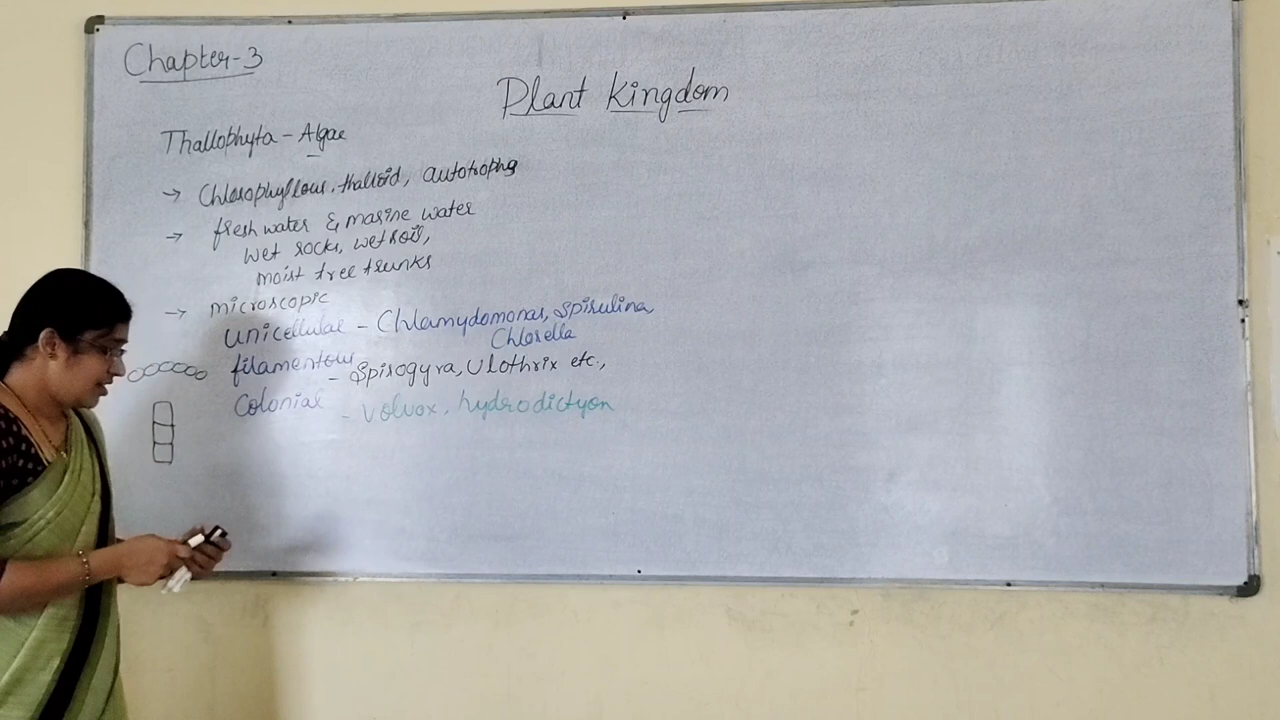 Chapter-3
Plant Kingdom
Thallophyta - Algae
→ Chlorophyllous, thalloid, autotrophs
→ fresh water & marine water
wet rocks, wet soil,
moist tree trunks
→ microscopic
unicellular - Chlamydomonas, Spirulina,
Chlorella
filamentous - Spirogyra, Ulothrix etc.,
Colonial - Volvox, hydrodictyon